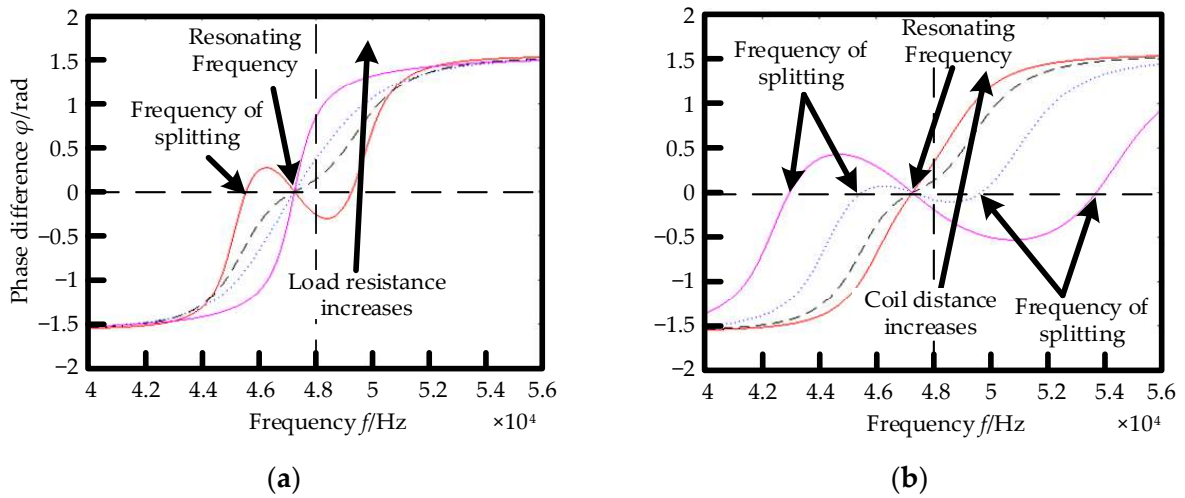 2
1.5
1
0.5
0
−0.5
−1
−1.5
−2
Phase difference φ/rad
Resonating
Frequency
Frequency of
splitting
Load resistance
increases
4 4.2 4.4 4.6 4.8 5 5.2 5.4 5.6
Frequency f/Hz ×10⁴
(a)
2
1.5
1
0.5
0
−0.5
−1
−1.5
−2
Resonating
Frequency
Frequency of
splitting
Coil distance
increases
Frequency of
splitting
4 4.2 4.4 4.6 4.8 5 5.2 5.4 5.6
Frequency f/Hz ×10⁴
(b)